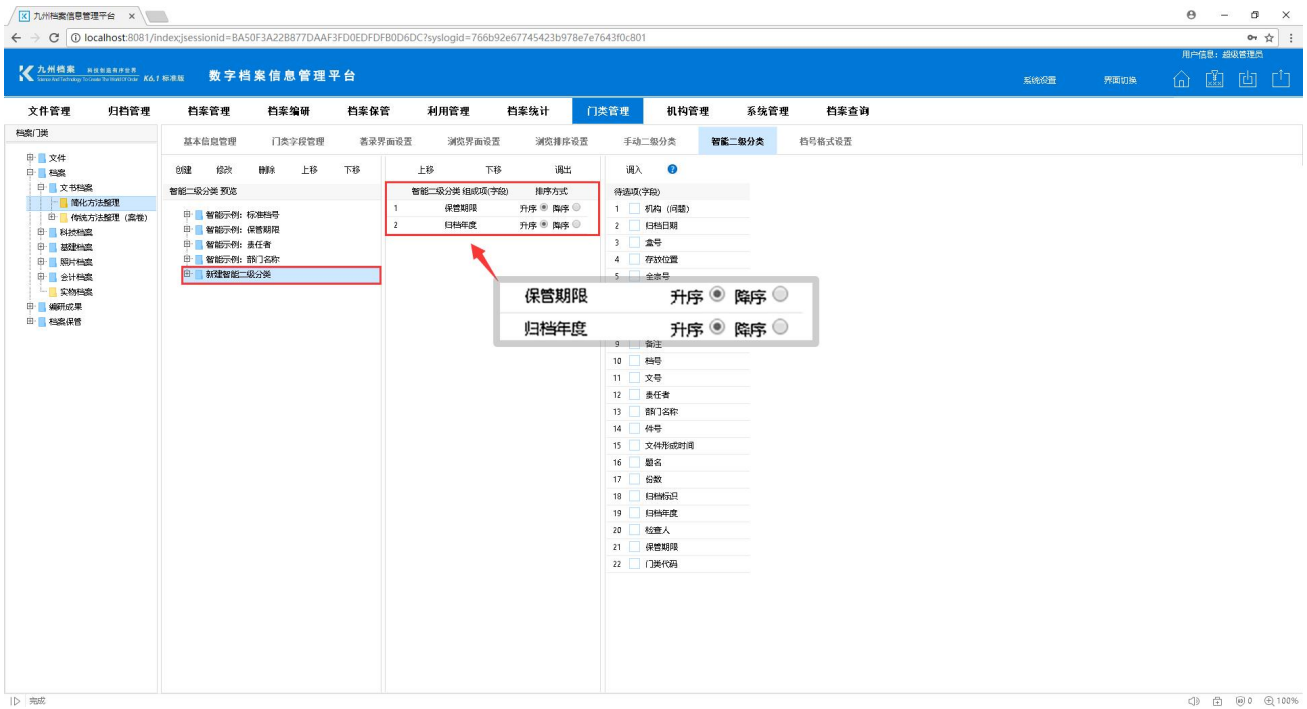 九州档案信息管理平台
localhost:8081/index;jsessionid=BA50F3A22B877DAAF3FD0EDFDFB0D6DC?syslogid=766b92e67745423b978e7e7643f0c801
用户信息：超级管理员
九州档案 科技创造有序世界
K6.1 标准版
数字档案信息管理平台
系统设置 界面切换
文件管理 归档管理 档案管理 档案编研 档案保管 利用管理 档案统计 门类管理 机构管理 系统管理 档案查询
档案门类
基本信息管理 门类字段管理 著录界面设置 浏览界面设置 浏览排序设置 手动二级分类 智能二级分类 档号格式设置
文件
档案
文书档案
简化方法整理
传统方法整理（案卷）
科技档案
基建档案
照片档案
会计档案
实物档案
编研成果
档案保管
创建 修改 删除 上移 下移
智能二级分类 预览
智能示例：标准档号
智能示例：保管期限
智能示例：责任者
智能示例：部门名称
新建智能二级分类
上移 下移 调出
智能二级分类 组成项(字段) 排序方式
1 保管期限 升序 降序
2 归档年度 升序 降序
保管期限 升序 降序
归档年度 升序 降序
调入 ?
待选项(字段)
1 机构（问题）
2 归档日期
3 盒号
4 存放位置
5 全宗号
9 备注
10 档号
11 文号
12 责任者
13 部门名称
14 件号
15 文件形成时间
16 题名
17 份数
18 归档标识
19 归档年度
20 检查人
21 保管期限
22 门类代码
完成
0
100%